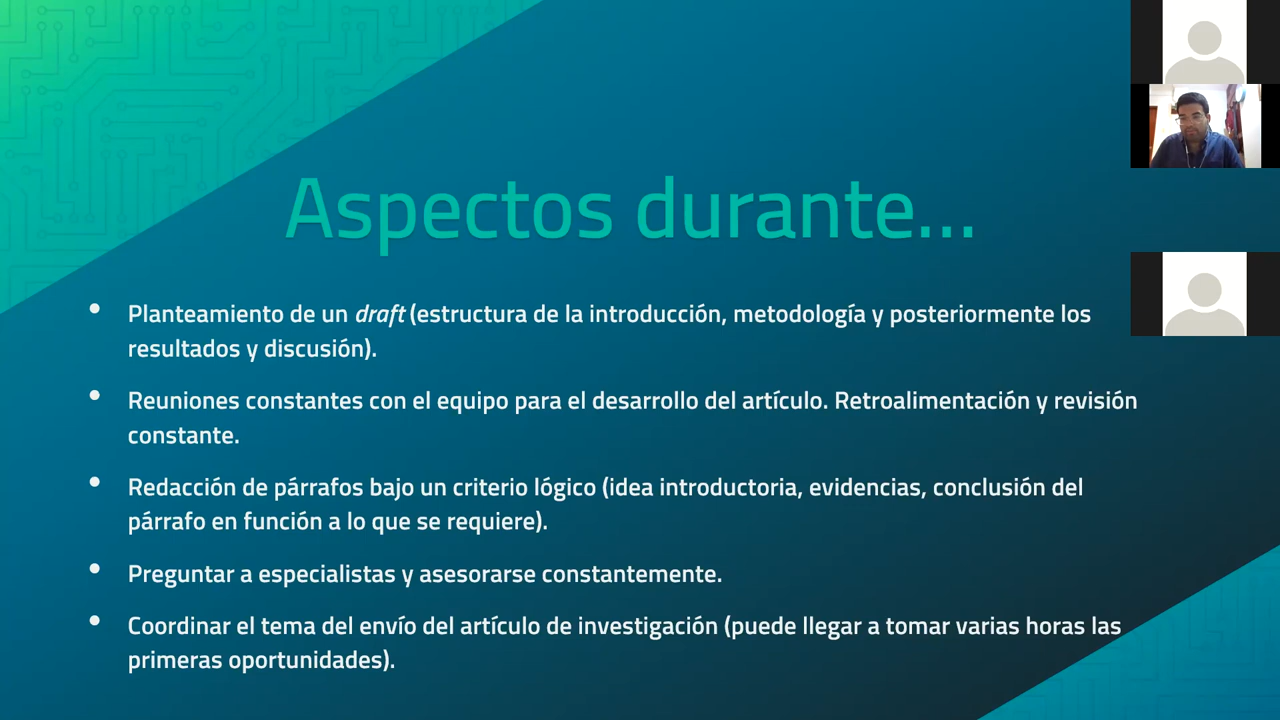 Aspectos durante...
• Planteamiento de un draft (estructura de la introducción, metodología y posteriormente los
resultados y discusión).
• Reuniones constantes con el equipo para el desarrollo del artículo. Retroalimentación y revisión
constante.
• Redacción de párrafos bajo un criterio lógico (idea introductoria, evidencias, conclusión del
párrafo en función a lo que se requiere).
• Preguntar a especialistas y asesorarse constantemente.
• Coordinar el tema del envío del artículo de investigación (puede llegar a tomar varias horas las
primeras oportunidades).